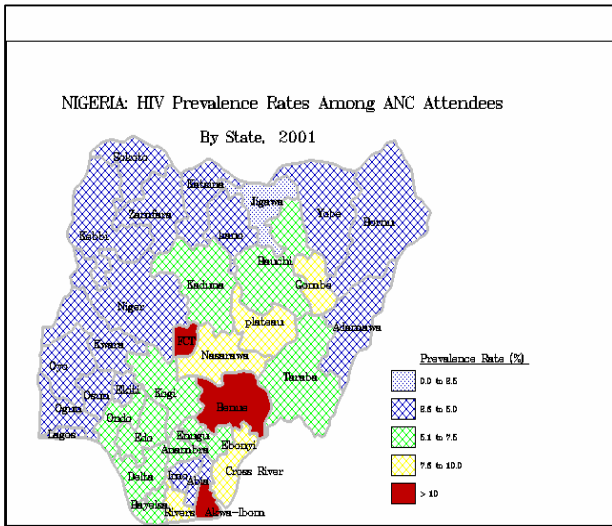 NIGERIA: HIV Prevalence Rates Among ANC Attendees
By State, 2001
Sokoto
Katsina
Jigawa
Zamfara
Yobe
Bornu
Kano
Kebbi
Bauchi
Kaduna
Gombe
Niger
plateau
Adamawa
FCT
Kwara
Nasarawa
Oyo
Taraba
Osun
Ekiti
Kogi
Benue
Ogun
Ondo
Lagos
Edo
Enugu
Ebonyi
Anambra
Cross River
Delta
Imo
Abia
Bayelsa
Rivers
Akwa-Ibom
Prevalence Rate (%)
0.0 to 2.5
2.6 to 5.0
5.1 to 7.5
7.6 to 10.0
> 10